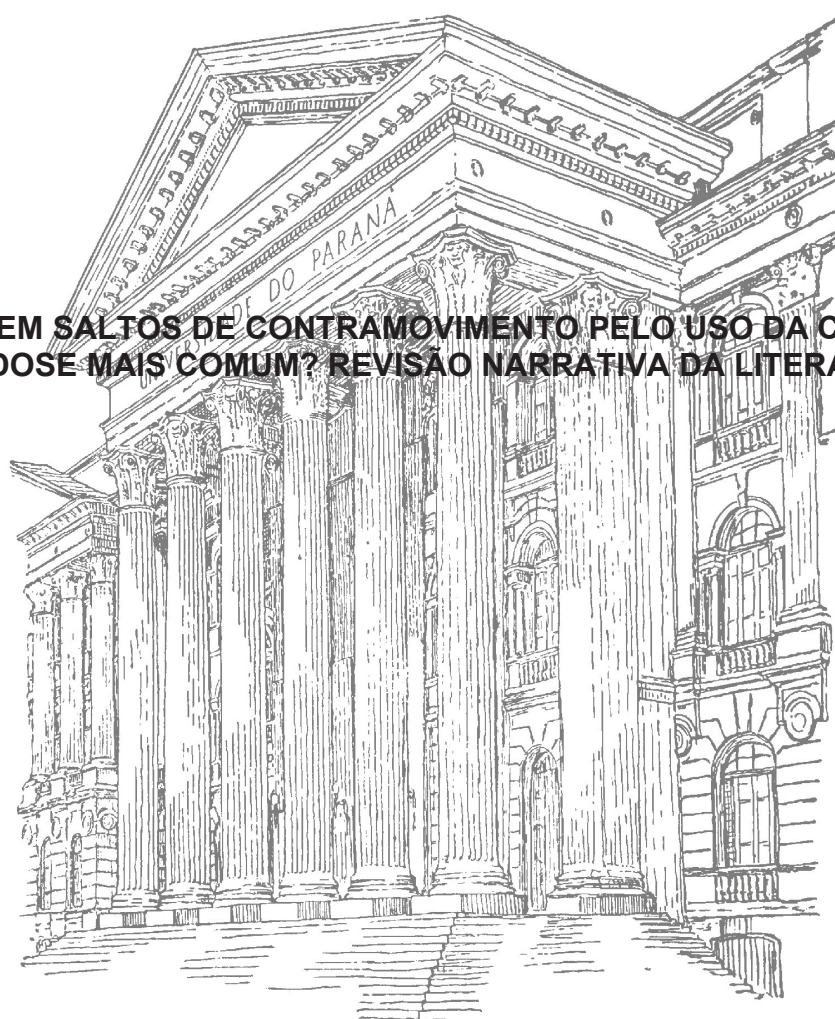 DE DO PARANÁ
EM SALTOS DE CONTRAMOVIMENTO PELO USO DA C
DOSE MAIS COMUM? REVISÃO NARRATIVA DA LITERA